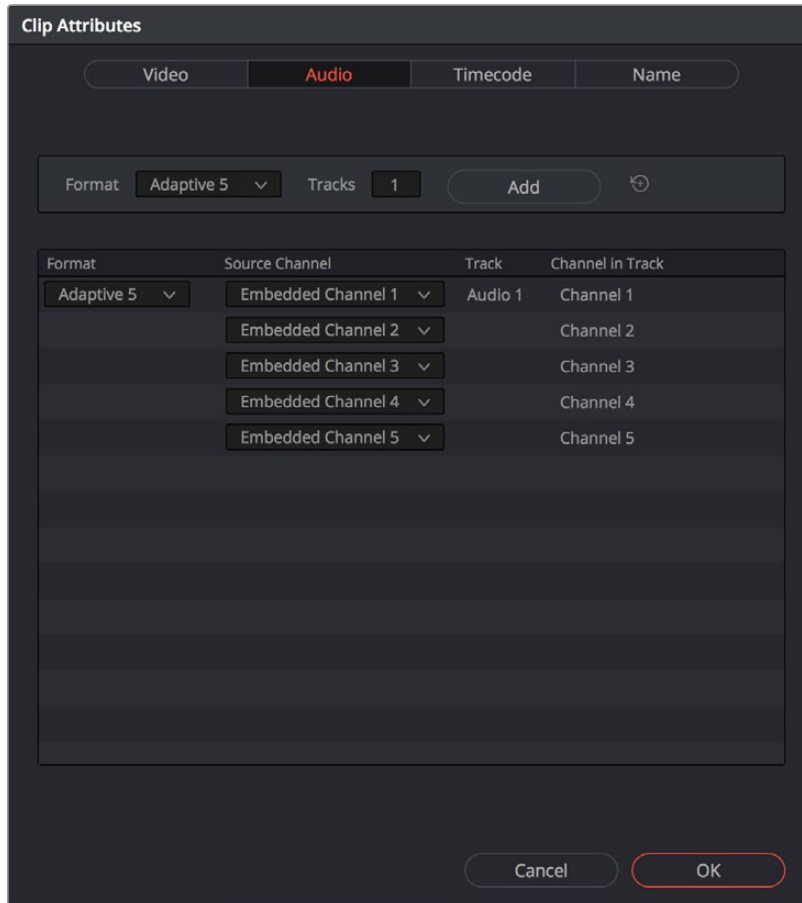 Clip Attributes
Video Audio Timecode Name
Format Adaptive 5 Tracks 1 Add
Format Source Channel Track Channel in Track
Adaptive 5 Embedded Channel 1 Audio 1 Channel 1
Embedded Channel 2 Channel 2
Embedded Channel 3 Channel 3
Embedded Channel 4 Channel 4
Embedded Channel 5 Channel 5
Cancel OK